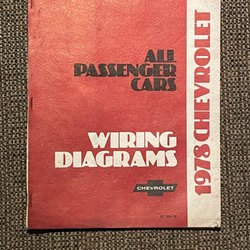 ALL
PASSENGER
CARS
WIRING
DIAGRAMS
CHEVROLET
1978 CHEVROLET